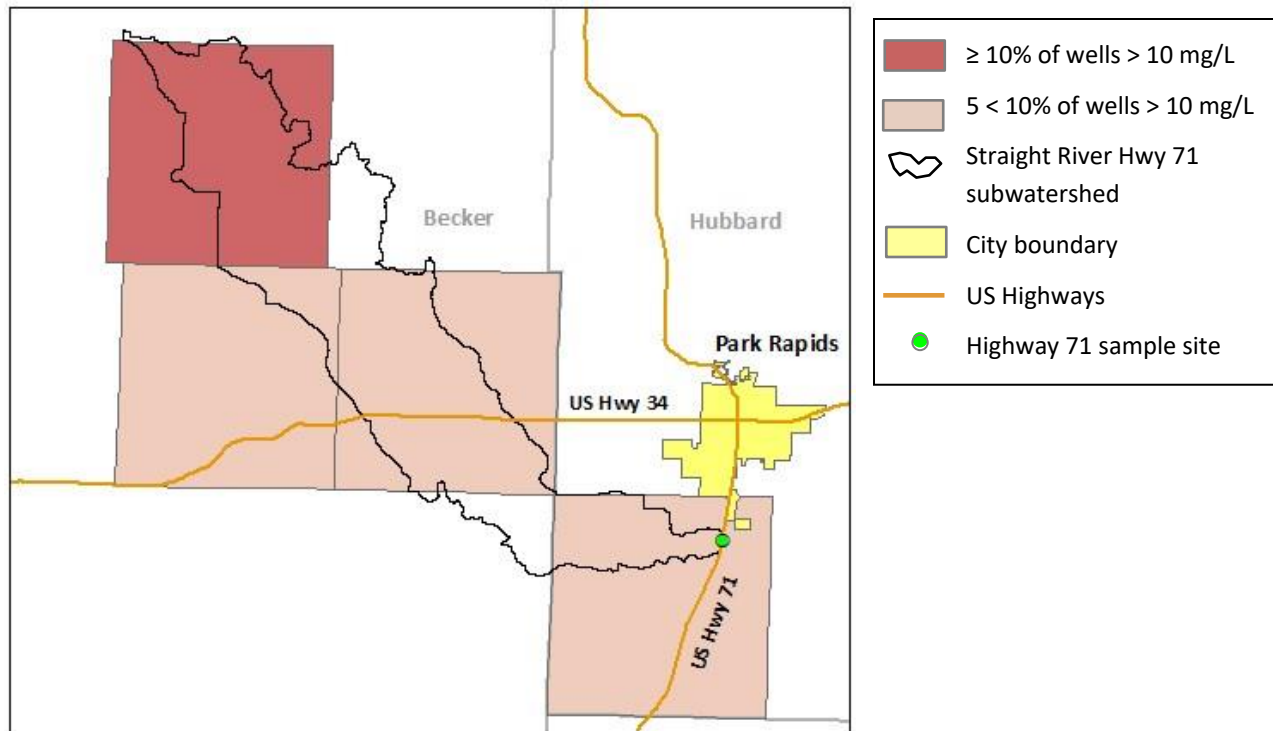 Becker
Hubbard
Park Rapids
US Hwy 34
US Hwy 71
≥ 10% of wells > 10 mg/L
5 < 10% of wells > 10 mg/L
Straight River Hwy 71
subwatershed
City boundary
US Highways
Highway 71 sample site